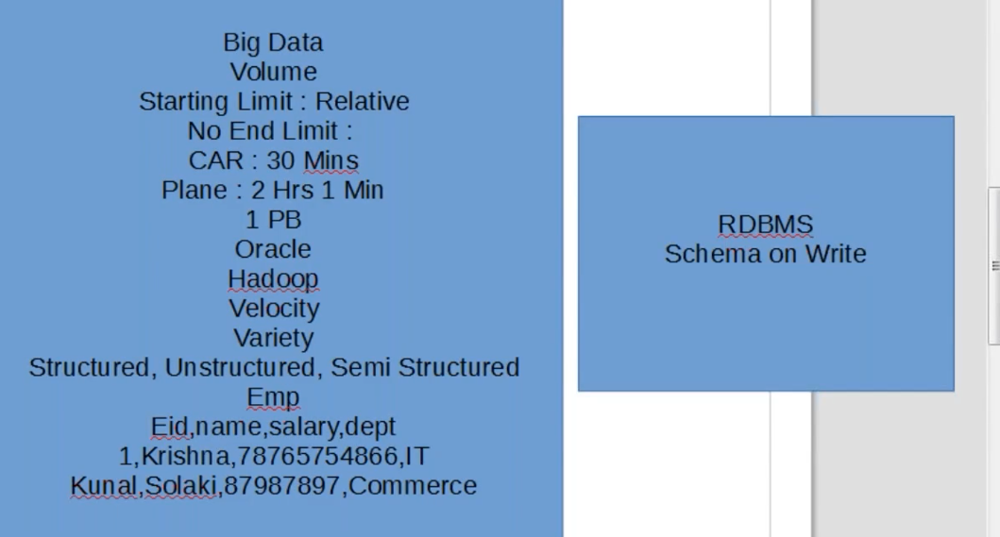 Big Data
Volume
Starting Limit : Relative
No End Limit :
CAR : 30 Mins
Plane : 2 Hrs 1 Min
1 PB
Oracle
Hadoop
Velocity
Variety
Structured, Unstructured, Semi Structured
Emp
Eid,name,salary,dept
1,Krishna,78765754866,IT
Kunal,Solaki,87987897,Commerce
RDBMS
Schema on Write